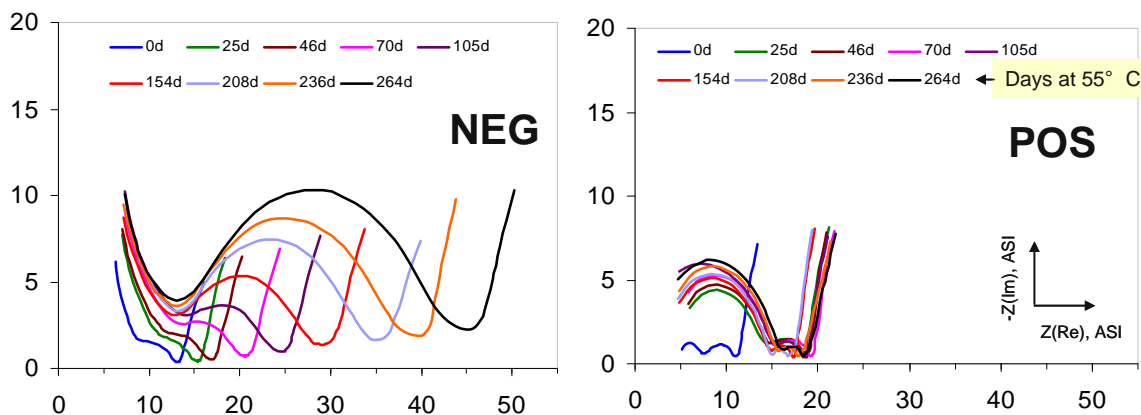 20
15
10
5
0
0d 25d 46d 70d 105d
154d 208d 236d 264d
NEG
0 10 20 30 40 50
20
15
10
5
0
0d 25d 46d 70d 105d
154d 208d 236d 264d Days at 55° C
POS
-Z(Im), ASI
Z(Re), ASI
0 10 20 30 40 50